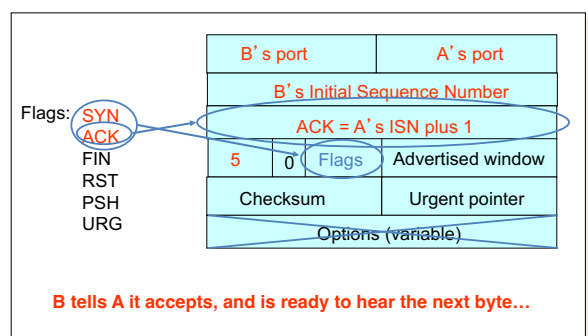 B's port A's port
B's Initial Sequence Number
Flags: SYN
ACK
ACK = A's ISN plus 1
FIN
5 0 Flags Advertised window
RST
PSH
Checksum Urgent pointer
URG
Options (variable)
B tells A it accepts, and is ready to hear the next byte…